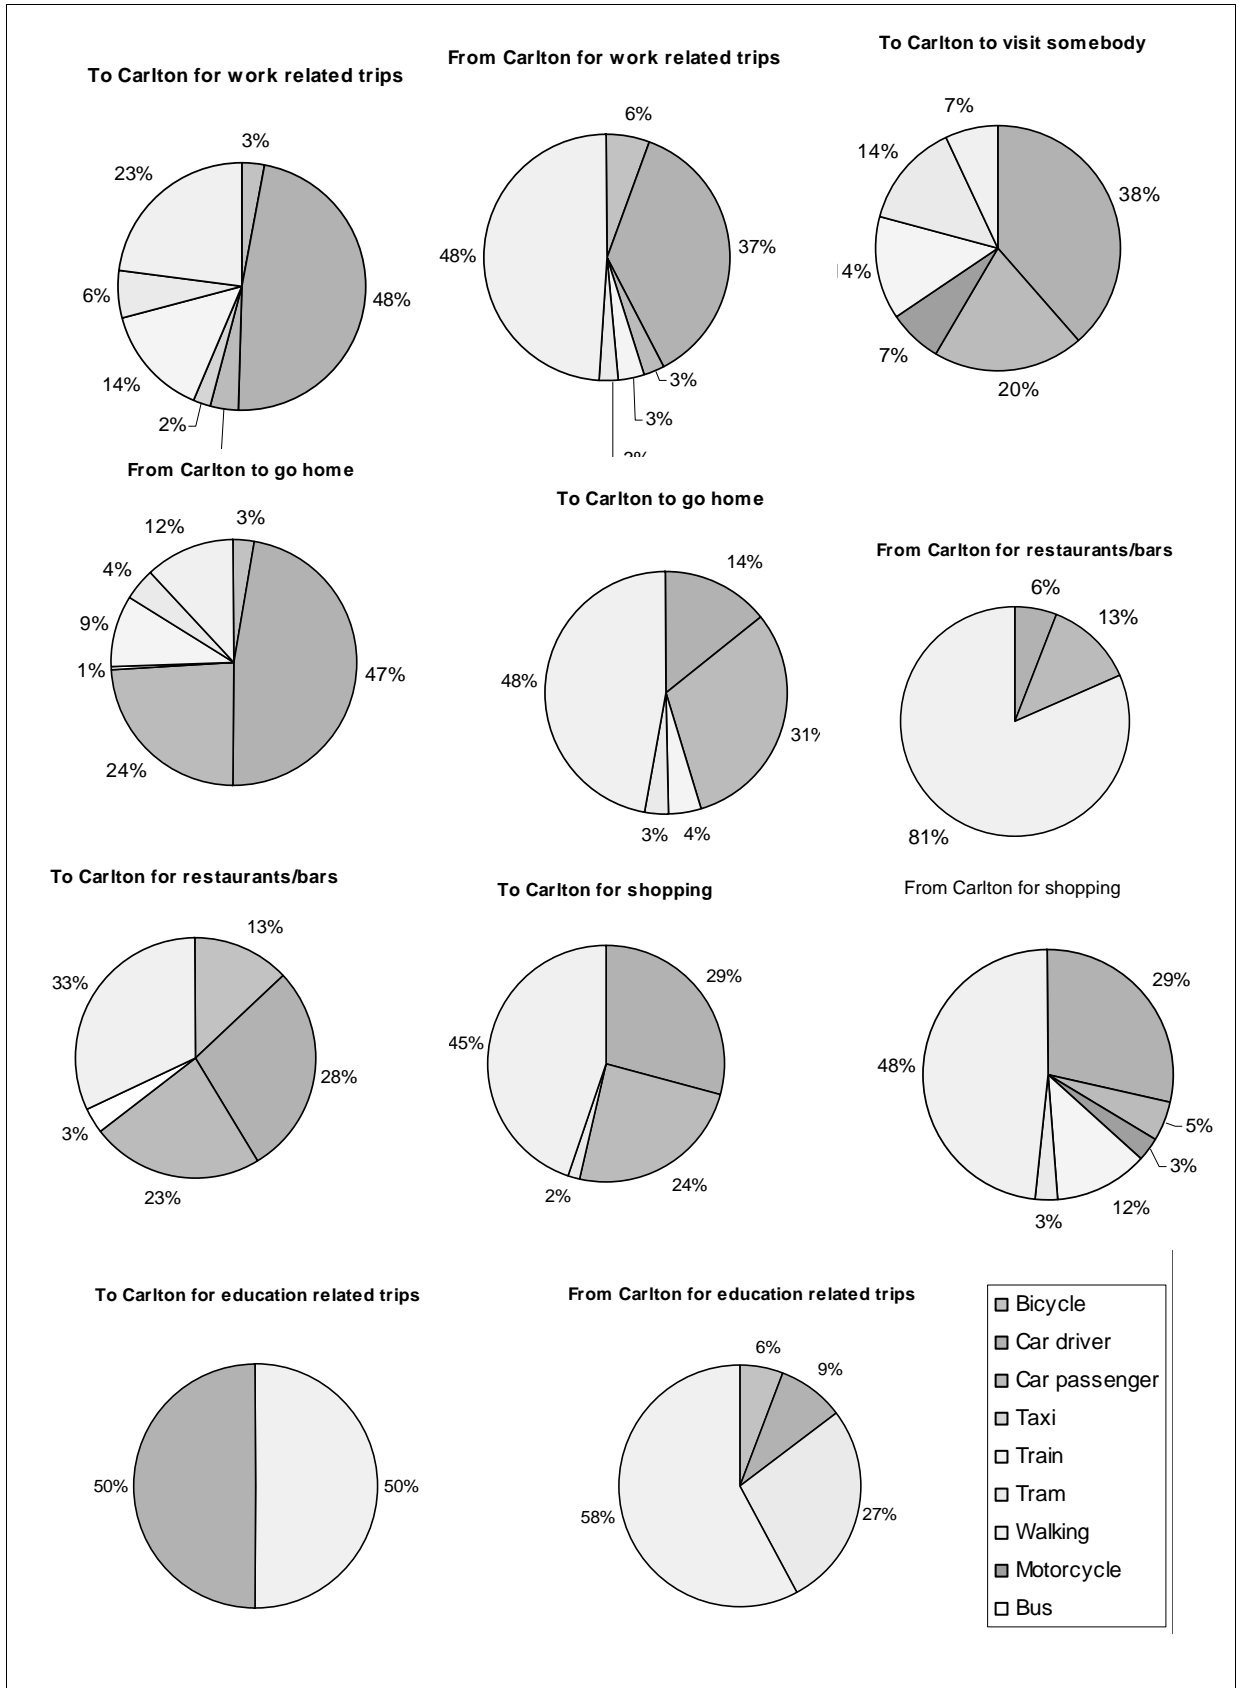 To Carlton for work related trips
3%
48%
2%
14%
6%
23%
From Carlton for work related trips
6%
37%
3%
3%
48%
To Carlton to visit somebody
38%
20%
7%
4%
14%
7%
From Carlton to go home
3%
47%
24%
1%
9%
4%
12%
To Carlton to go home
14%
31%
4%
3%
48%
From Carlton for restaurants/bars
6%
13%
81%
To Carlton for restaurants/bars
13%
28%
23%
3%
33%
To Carlton for shopping
29%
24%
2%
45%
From Carlton for shopping
29%
5%
3%
12%
3%
48%
To Carlton for education related trips
50%
50%
From Carlton for education related trips
6%
9%
27%
58%
Bicycle
Car driver
Car passenger
Taxi
Train
Tram
Walking
Motorcycle
Bus